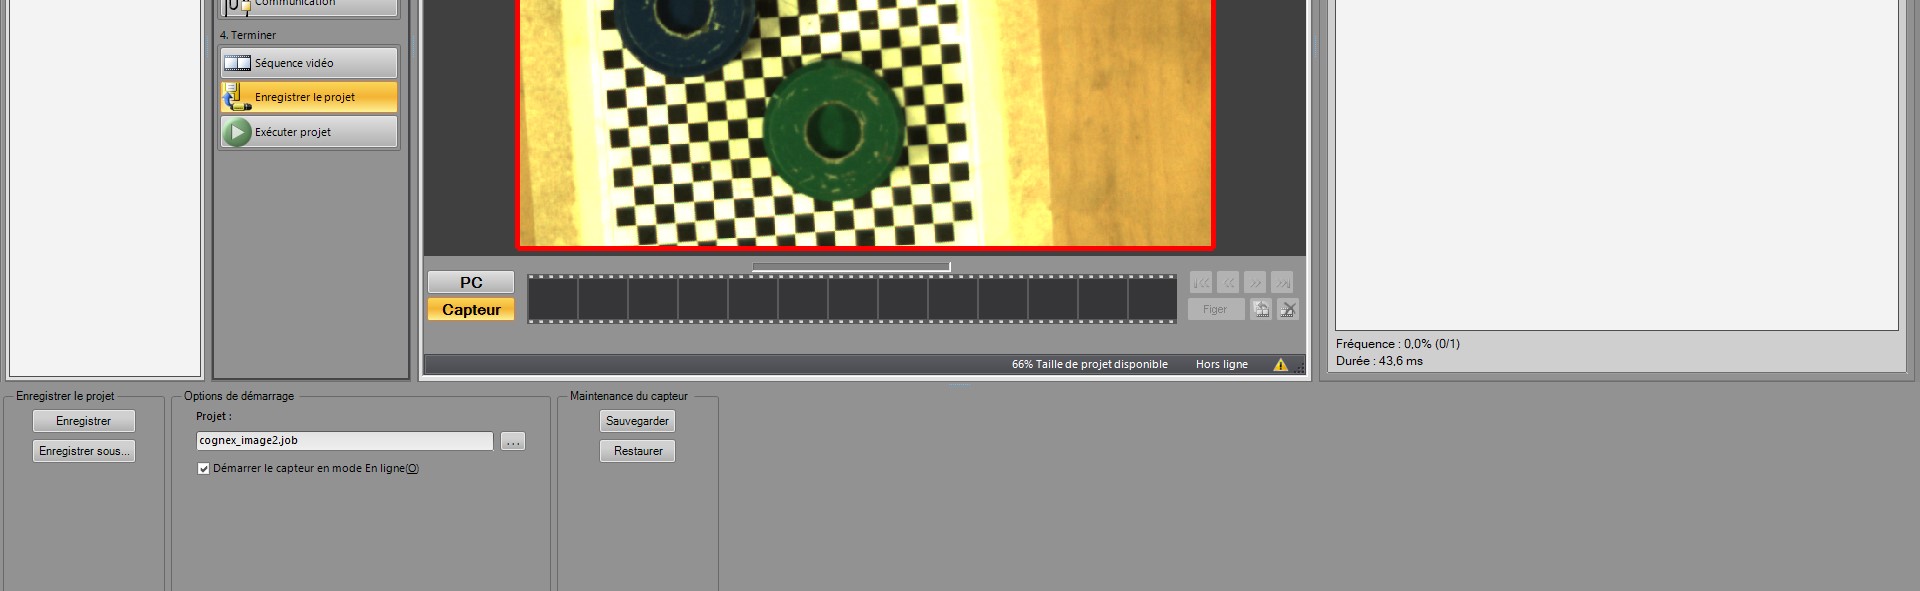 Communication
4. Terminer
Séquence vidéo
Enregistrer le projet
Exécuter projet
PC
Capteur
Figer
66% Taille de projet disponible
Hors ligne
Fréquence : 0,0% (0/1)
Durée : 43,6 ms
Enregistrer le projet
Enregistrer
Enregistrer sous...
Options de démarrage
Projet :
cognex_image2.job
...
Démarrer le capteur en mode En ligne(O)
Maintenance du capteur
Sauvegarder
Restaurer